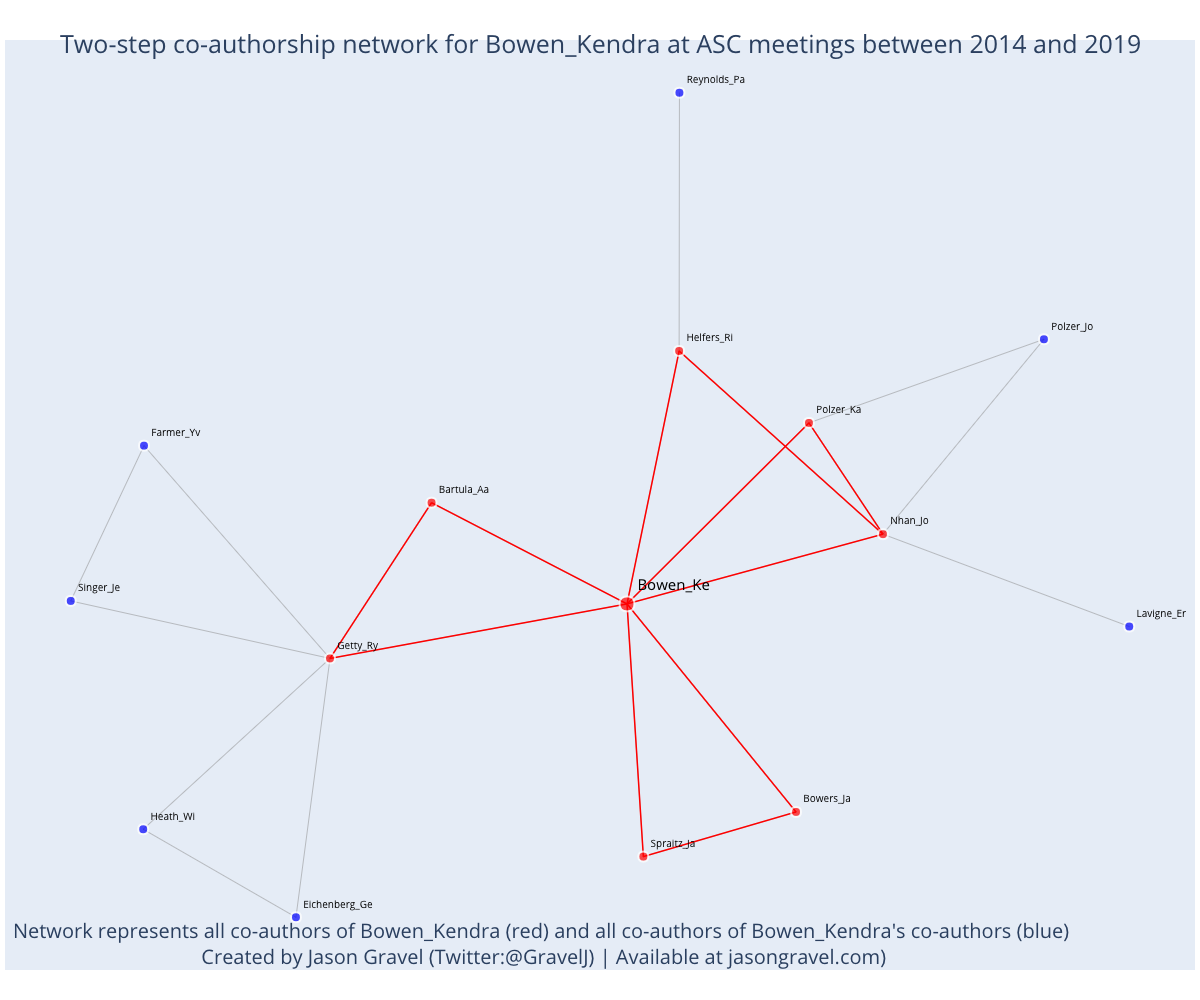 Two-step co-authorship network for Bowen_Kendra at ASC meetings between 2014 and 2019
Reynolds_Pa
Polzer_Jo
Helfers_Ri
Polzer_Ka
Farmer_Yv
Bartula_Aa
Nhan_Jo
Bowen_Ke
Singer_Je
Lavigne_Er
Getty_Ry
Bowers_Ja
Heath_Wi
Spraitz_Ja
Eichenberg_Ge
Network represents all co-authors of Bowen_Kendra (red) and all co-authors of Bowen_Kendra's co-authors (blue)
Created by Jason Gravel (Twitter:@GravelJ) | Available at jasongravel.com)